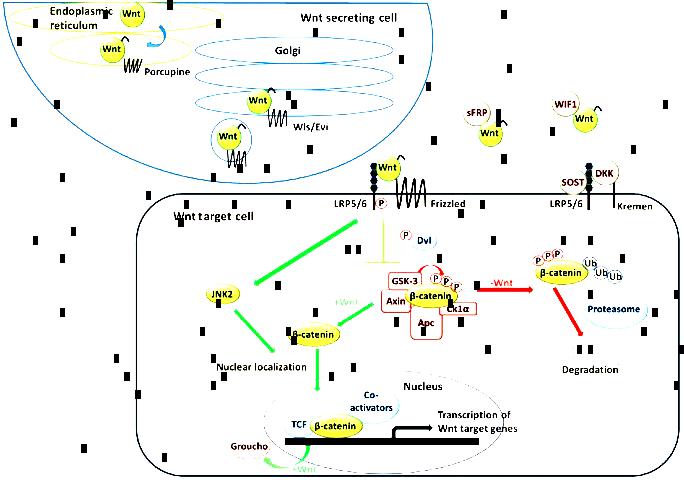 Endoplasmic
reticulum
Wnt
Wnt secreting cell
Wnt
Porcupine
Golgi
Wnt
Wls/Evi
Wnt
sFRP
Wnt
WIF1
Wnt
Wnt
LRP5/6
P
Frizzled
SOST
DKK
LRP5/6
Kremen
Wnt target cell
P
Dvl
GSK-3
P
P
P
β-catenin
Axin
Ck1α
Apc
-Wnt
P
P
P
β-catenin
Ub
Ub
Ub
Proteasome
Degradation
JNK2
+Wnt
β-catenin
Nuclear localization
Nucleus
Co-
activators
TCF
β-catenin
Transcription of
Wnt target genes
Groucho
+Wnt